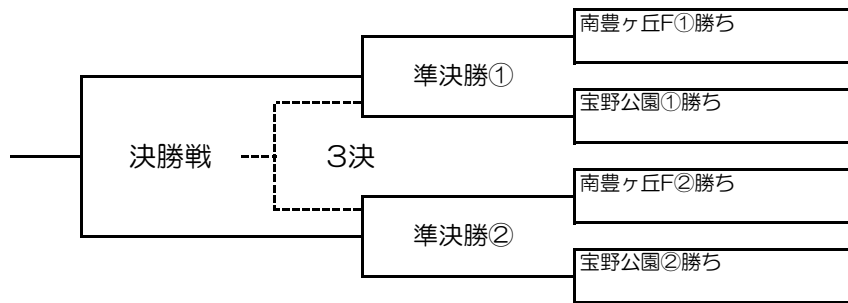 南豊ヶ丘F①勝ち
準決勝①
宝野公園①勝ち
決勝戦
3決
南豊ヶ丘F②勝ち
準決勝②
宝野公園②勝ち